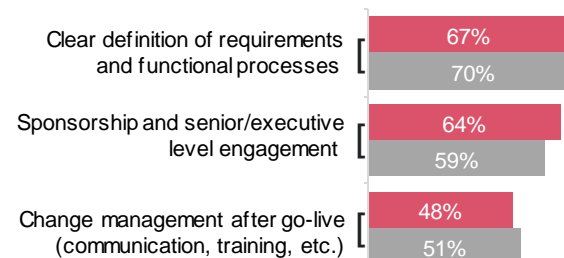 Clear definition of requirements
and functional processes
67%
70%
Sponsorship and senior/executive
level engagement
64%
59%
Change management after go-live
(communication, training, etc.)
48%
51%